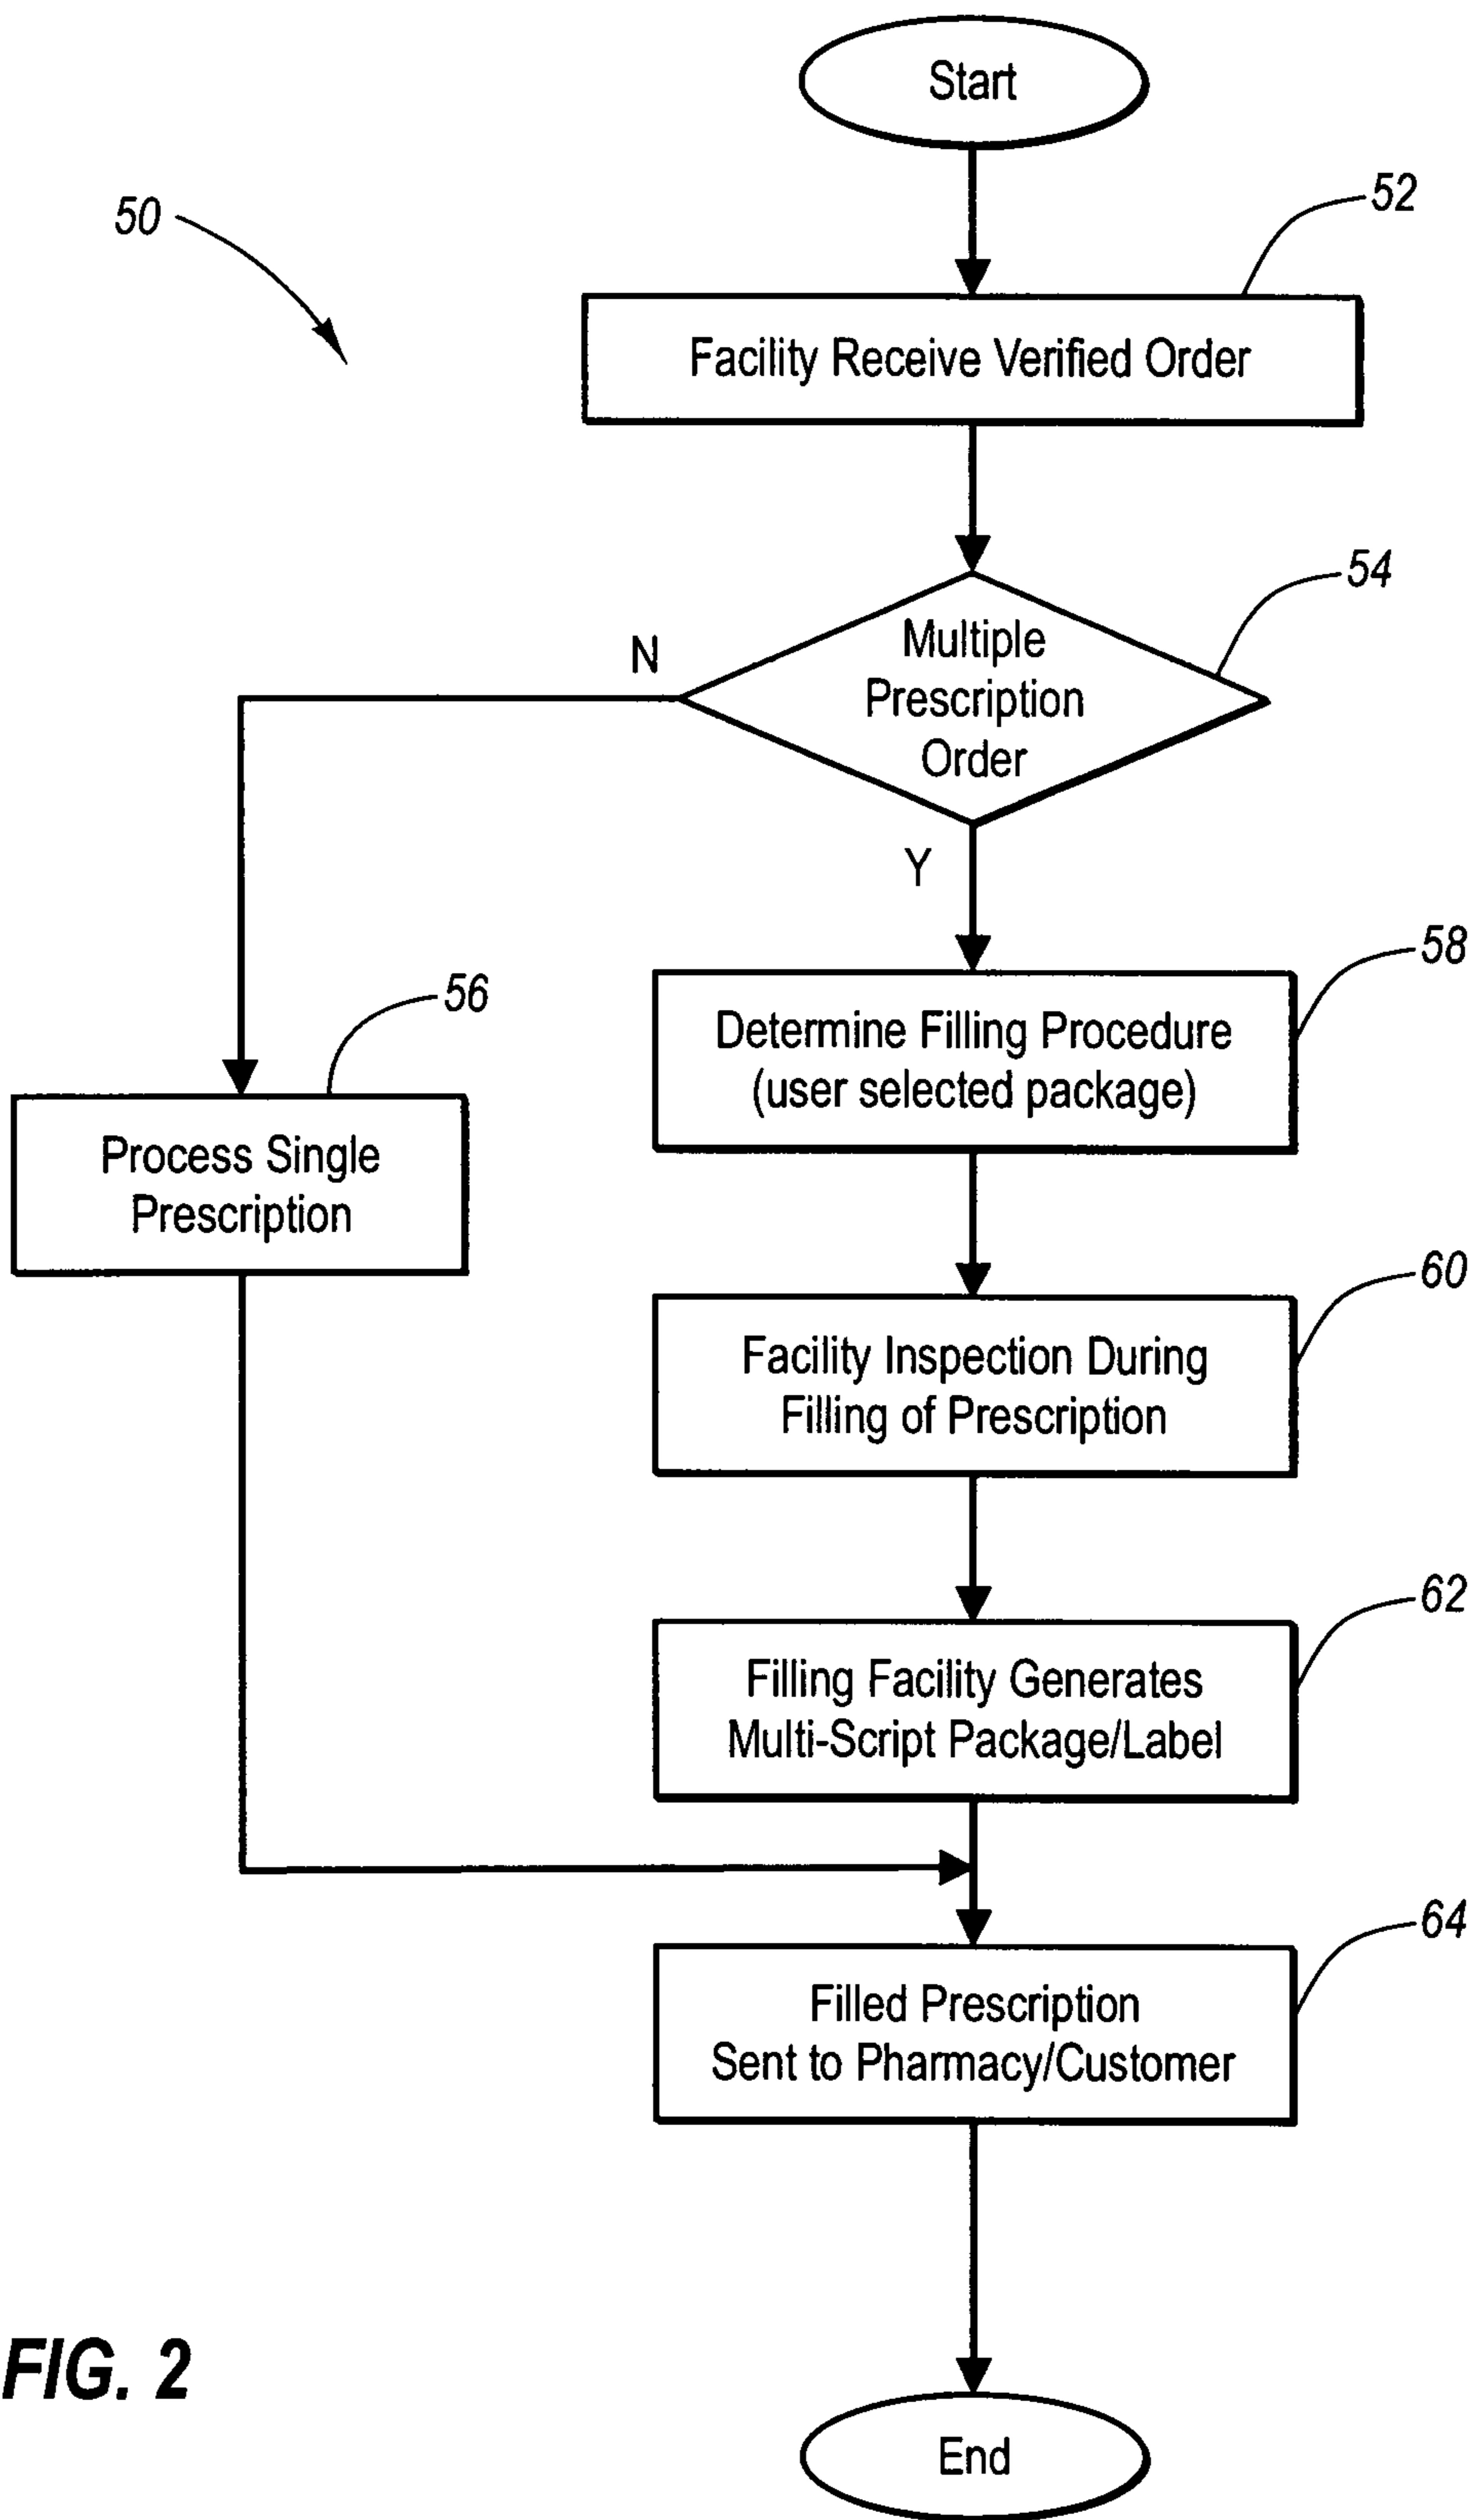 Start
50
52
Facility Receive Verified Order
54
N
Multiple
Prescription
Order
Y
58
56
Determine Filling Procedure
(user selected package)
Process Single
Prescription
60
Facility Inspection During
Filling of Prescription
62
Filling Facility Generates
Multi-Script Package/Label
64
Filled Prescription
Sent to Pharmacy/Customer
FIG. 2
End